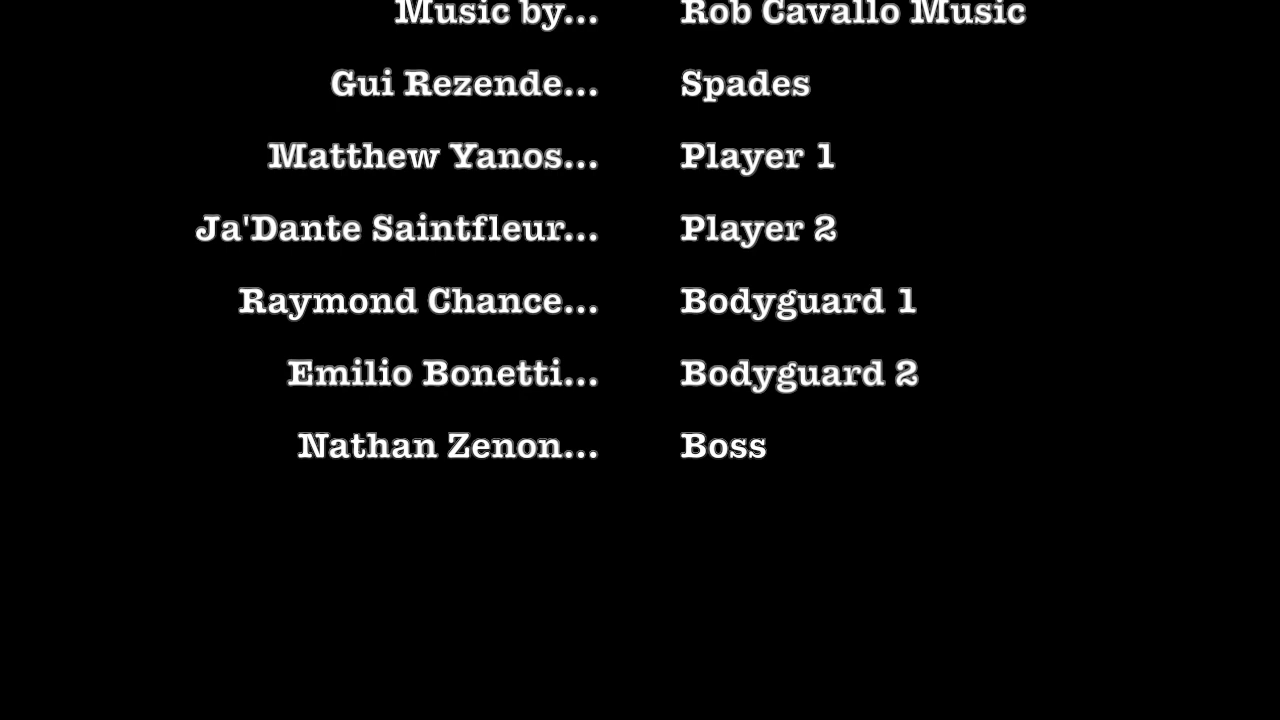 Music by... Rob Cavallo Music
Gui Rezende... Spades
Matthew Yanos... Player 1
Ja'Dante Saintfleur... Player 2
Raymond Chance... Bodyguard 1
Emilio Bonetti... Bodyguard 2
Nathan Zenon... Boss